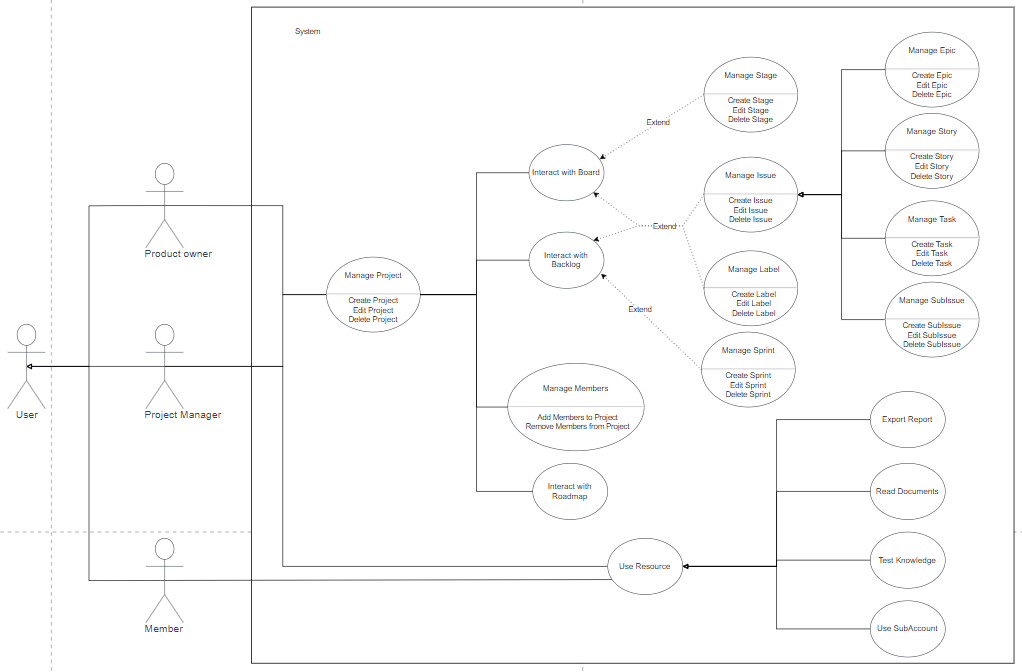 System
Manage Epic
Create Epic
Edit Epic
Delete Epic
Manage Stage
Create Stage
Edit Stage
Delete Stage
Extend
Manage Story
Create Story
Edit Story
Delete Story
Interact with Board
Manage Issue
Create Issue
Edit Issue
Delete Issue
Extend
Manage Task
Create Task
Edit Task
Delete Task
Product owner
Interact with
Backlog
Manage Project
Create Project
Edit Project
Delete Project
Manage Label
Create Label
Edit Label
Delete Label
Extend
Manage SubIssue
Create SubIssue
Edit SubIssue
Delete SubIssue
Manage Sprint
Create Sprint
Edit Sprint
Delete Sprint
User
Project Manager
Manage Members
Add Members to Project
Remove Members from Project
Export Report
Interact with
Roadmap
Read Documents
Use Resource
Test Knowledge
Member
Use SubAccount